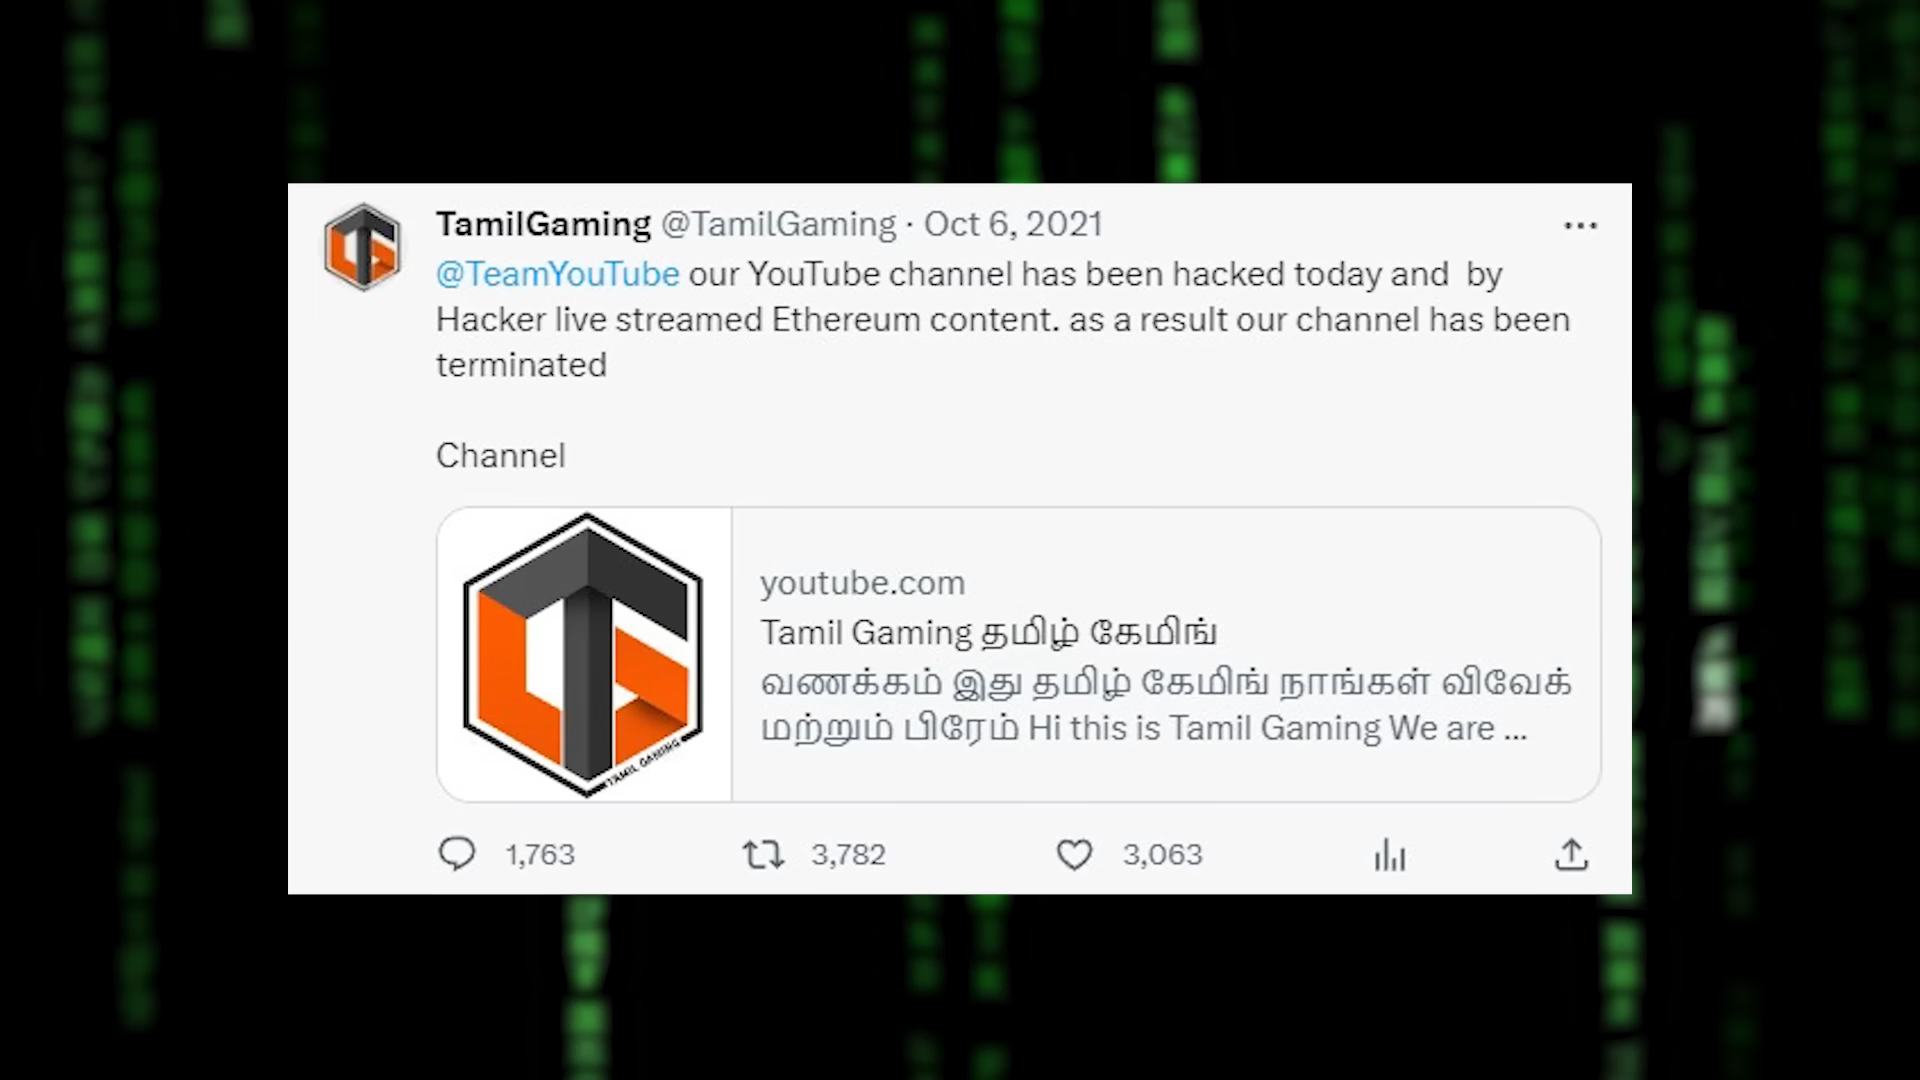 TamilGaming @TamilGaming · Oct 6, 2021
@TeamYouTube our YouTube channel has been hacked today and  by
Hacker live streamed Ethereum content. as a result our channel has been
terminated
Channel
TAMIL GAMING
youtube.com
Tamil Gaming தமிழ் கேமிங்
வணக்கம் இது தமிழ் கேமிங் நாங்கள் விவேக்
மற்றும் பிரேம் Hi this is Tamil Gaming We are ...
1,763 3,782 3,063